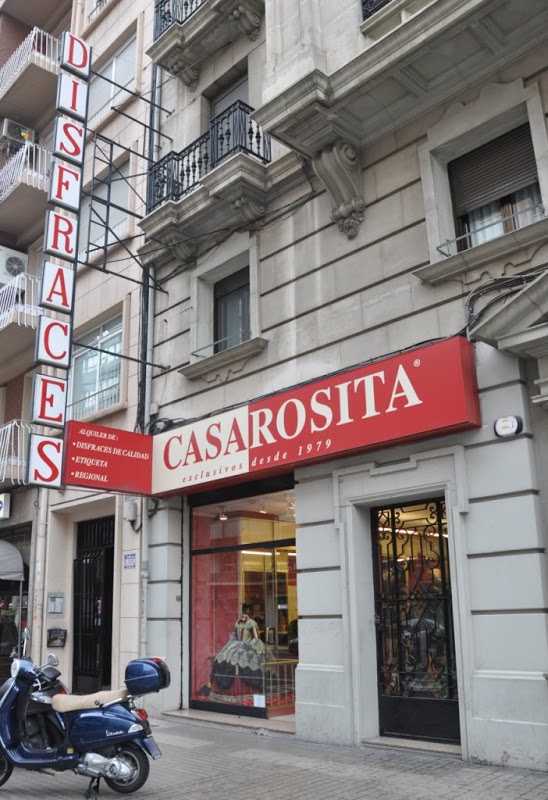 DISFRACES
ALQUILER DE:
• DISFRACES DE CALIDAD
• ETIQUETA
• REGIONAL
CASAROSITA®
exclusivos desde 1979